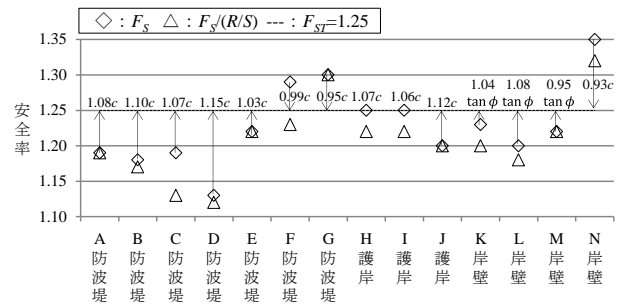 ◇ : FS △ : FS/(R/S) --- : FST=1.25
安全率
1.35
1.30
1.25
1.20
1.15
1.10
1.08c 1.10c 1.07c 1.15c 1.03c 0.99c 0.95c 1.07c 1.06c 1.12c 1.04 tan ϕ 1.08 tan ϕ 0.95 tan ϕ 0.93c
A 防波堤
B 防波堤
C 防波堤
D 防波堤
E 防波堤
F 防波堤
G 防波堤
H 護岸
I 護岸
J 護岸
K 岸壁
L 岸壁
M 岸壁
N 岸壁